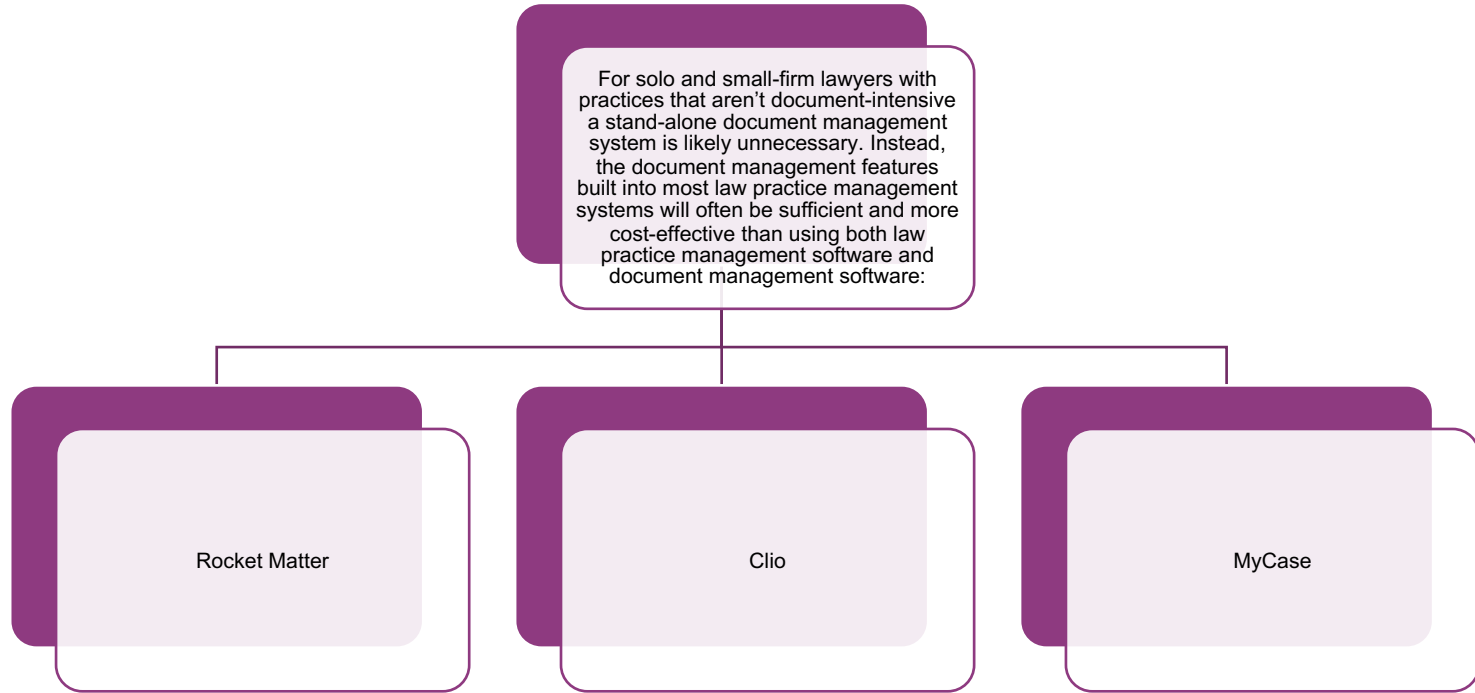 For solo and small-firm lawyers with
practices that aren’t document-intensive
a stand-alone document management
system is likely unnecessary. Instead,
the document management features
built into most law practice management
systems will often be sufficient and more
cost-effective than using both law
practice management software and
document management software:
Rocket Matter
Clio
MyCase